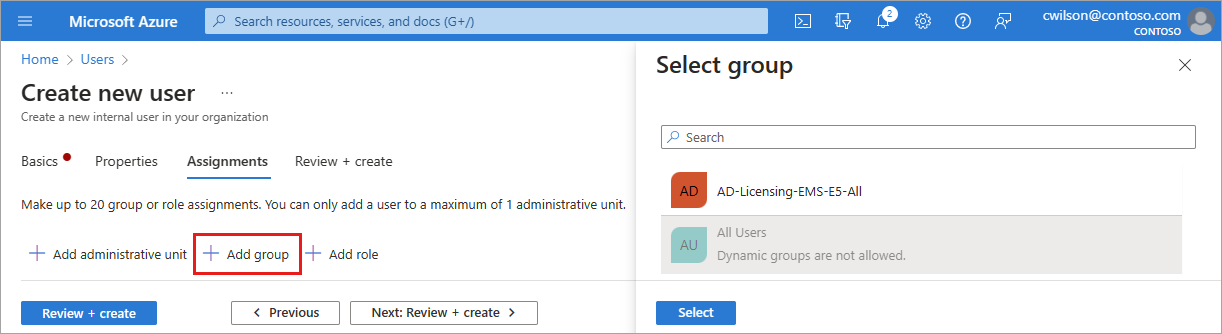 Microsoft Azure
Search resources, services, and docs (G+/)
2
cwilson@contoso.com
CONTOSO
Home > Users >
Create new user ...
Create a new internal user in your organization
Basics
Properties
Assignments
Review + create
Make up to 20 group or role assignments. You can only add a user to a maximum of 1 administrative unit.
+ Add administrative unit
+ Add group
+ Add role
Review + create
< Previous
Next: Review + create >
Select group
Search
AD
AD-Licensing-EMS-E5-All
AU
All Users
Dynamic groups are not allowed.
Select